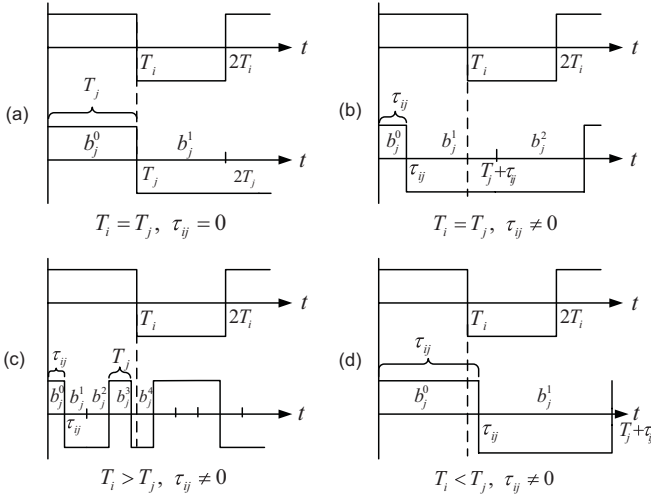 (a)
t
T_i
2T_i
T_j
b_j^0
b_j^1
T_j
2T_j
T_i = T_j, τ_ij = 0
(b)
t
T_i
2T_i
τ_ij
b_j^0
b_j^1
b_j^2
τ_ij
T_j+τ_ij
T_i = T_j, τ_ij ≠ 0
(c)
t
T_i
2T_i
τ_ij
T_j
b_j^0
b_j^1
b_j^2
b_j^3
b_j^4
τ_ij
T_i > T_j, τ_ij ≠ 0
(d)
t
T_i
2T_i
τ_ij
b_j^0
b_j^1
t
τ_ij
T_j+τ_ij
T_i < T_j, τ_ij ≠ 0